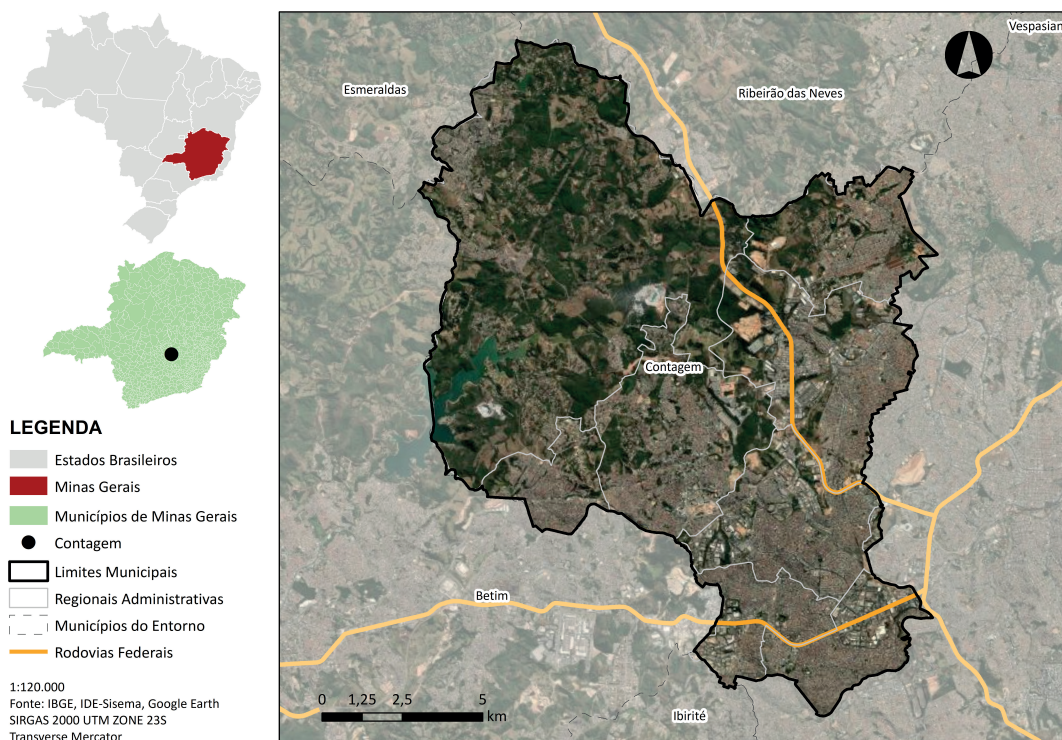 Vespasian
Esmeraldas
Ribeirão das Neves
Contagem
Betim
Ibirité
0 1,25 2,5 5
km
LEGENDA
Estados Brasileiros
Minas Gerais
Municípios de Minas Gerais
Contagem
Limites Municipais
Regionais Administrativas
Municípios do Entorno
Rodovias Federais
1:120.000
Fonte: IBGE, IDE-Sisema, Google Earth
SIRGAS 2000 UTM ZONE 23S
Transverse Mercator